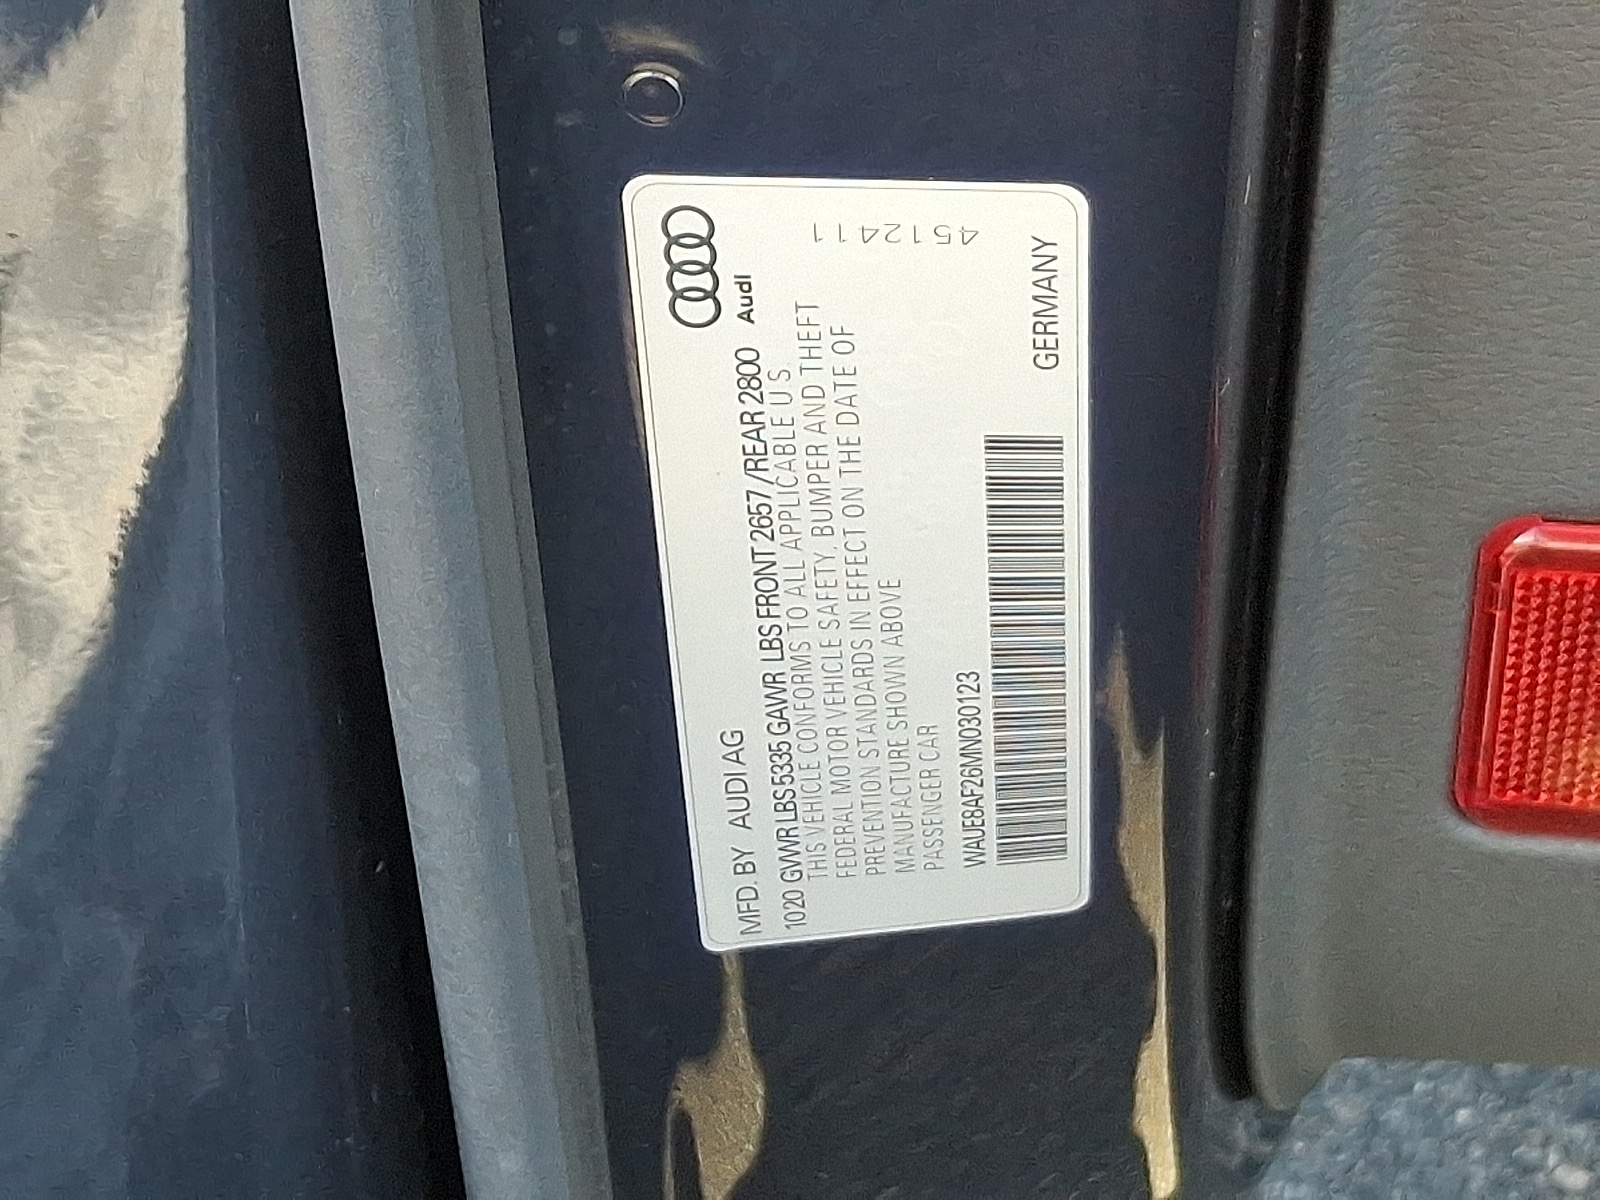 Audi
MFD. BY AUDI AG
1020 GVWR LBS 5335 GAWR LBS FRONT 2657/REAR 2800
THIS VEHICLE CONFORMS TO ALL APPLICABLE U S
FEDERAL MOTOR VEHICLE SAFETY, BUMPER AND THEFT
PREVENTION STANDARDS IN EFFECT ON THE DATE OF
MANUFACTURE SHOWN ABOVE
PASSENGER CAR
WAUE8AF26MN030123
GERMANY
4512411